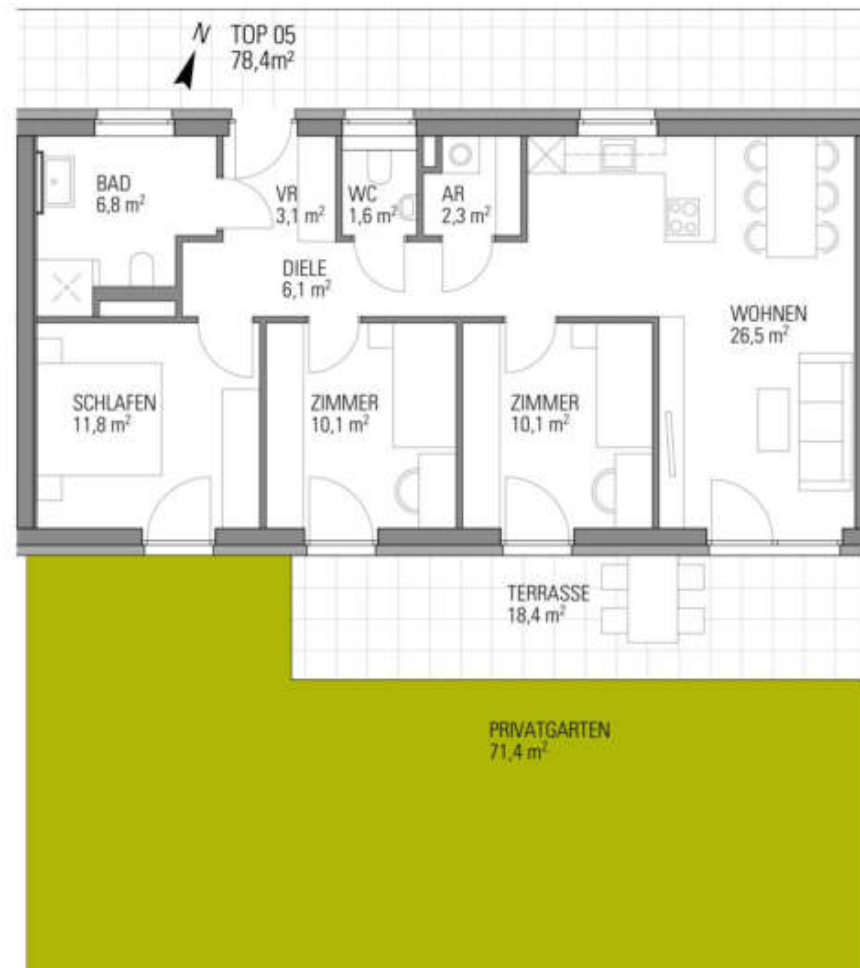 N
TOP 05
78,4m²
BAD
6,8 m²
VR
3,1 m²
WC
1,6 m²
AR
2,3 m²
DIELE
6,1 m²
WOHNEN
26,5 m²
SCHLAFEN
11,8 m²
ZIMMER
10,1 m²
ZIMMER
10,1 m²
TERRASSE
18,4 m²
PRIVATGARTEN
71,4 m²